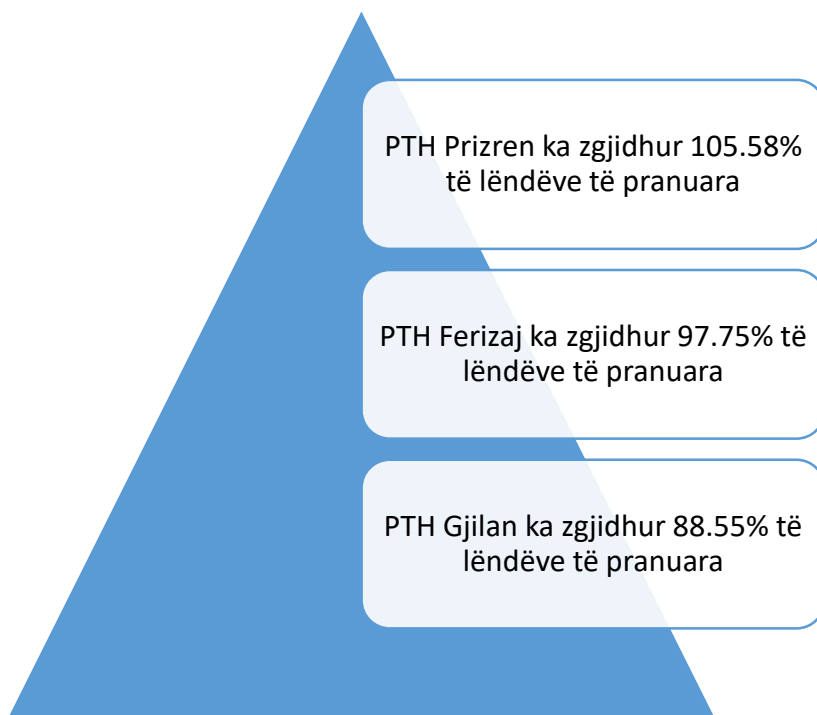 PTH Prizren ka zgjidhur 105.58%
të lëndëve të pranuara
PTH Ferizaj ka zgjidhur 97.75% të
lëndëve të pranuara
PTH Gjilan ka zgjidhur 88.55% të
lëndëve të pranuara